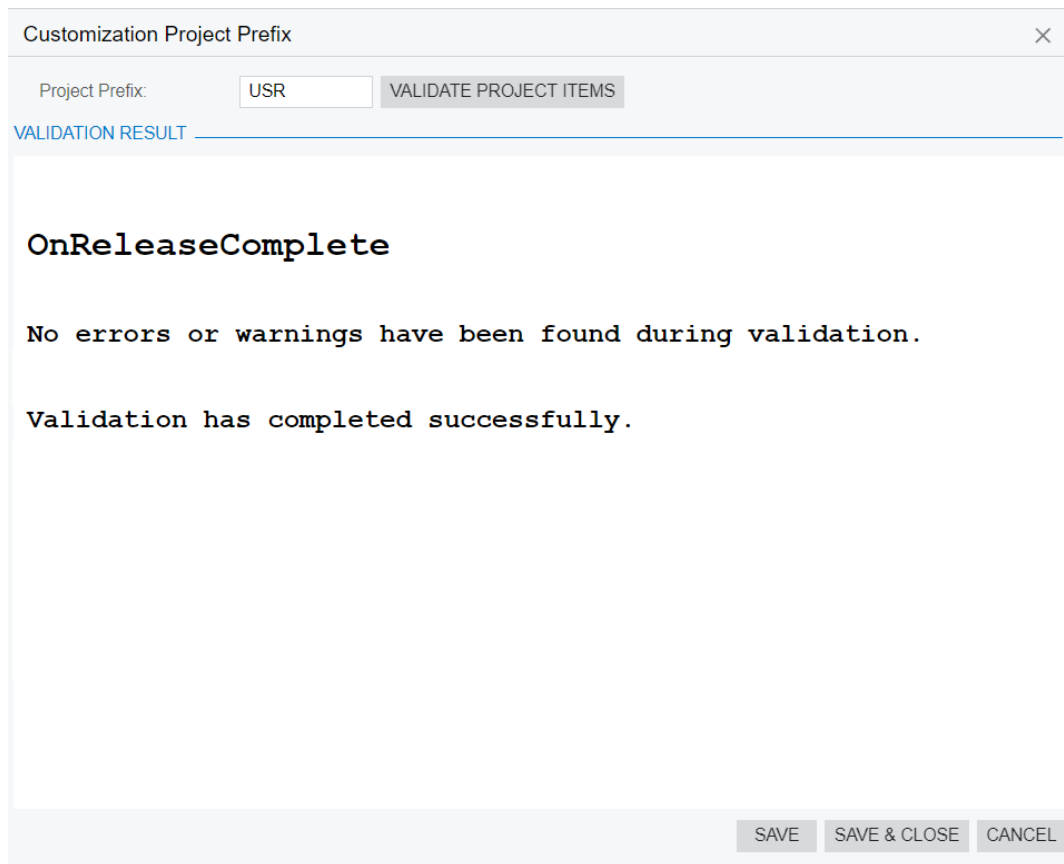 Customization Project Prefix
Project Prefix: USR VALIDATE PROJECT ITEMS
VALIDATION RESULT
OnReleaseComplete
No errors or warnings have been found during validation.
Validation has completed successfully.
SAVE SAVE & CLOSE CANCEL